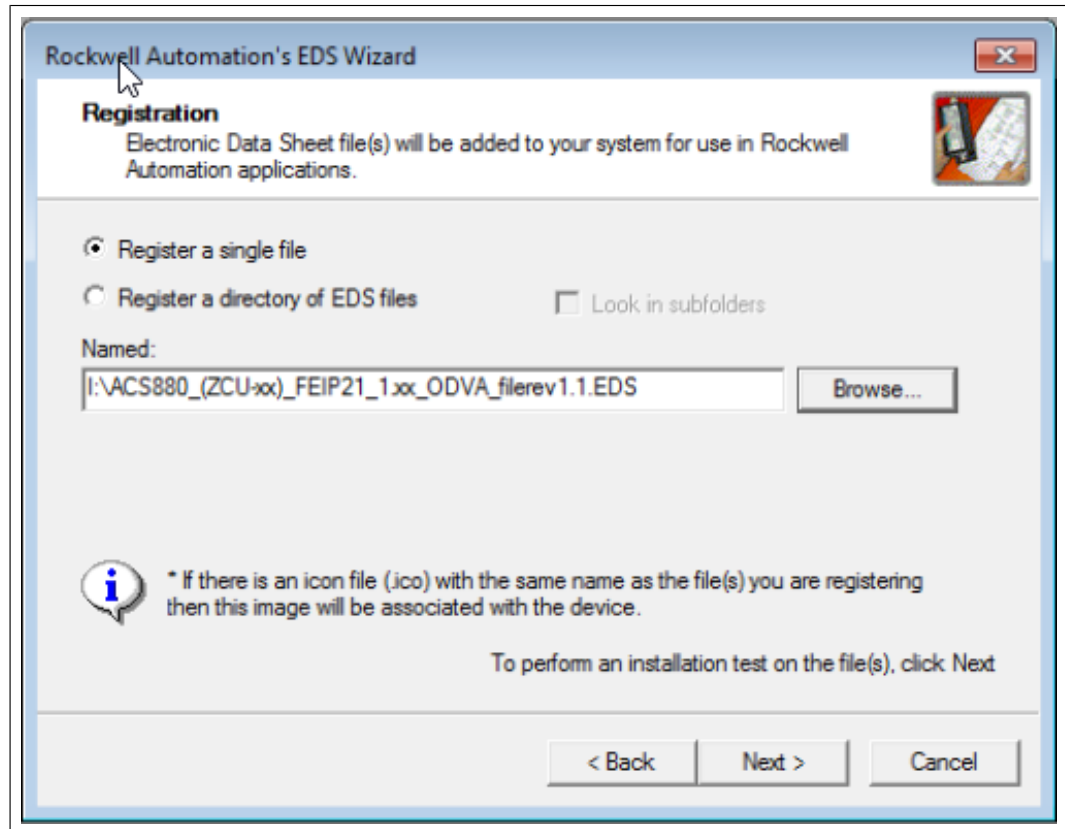 Rockwell Automation's EDS Wizard
Registration
Electronic Data Sheet file(s) will be added to your system for use in Rockwell
Automation applications.
Register a single file
Register a directory of EDS files
Look in subfolders
Named:
I:\ACS880_(ZCU-xx)_FEIP21_1.xx_ODVA_filerev1.1.EDS
Browse...
* If there is an icon file (.ico) with the same name as the file(s) you are registering
then this image will be associated with the device.
To perform an installation test on the file(s), click Next
< Back
Next >
Cancel